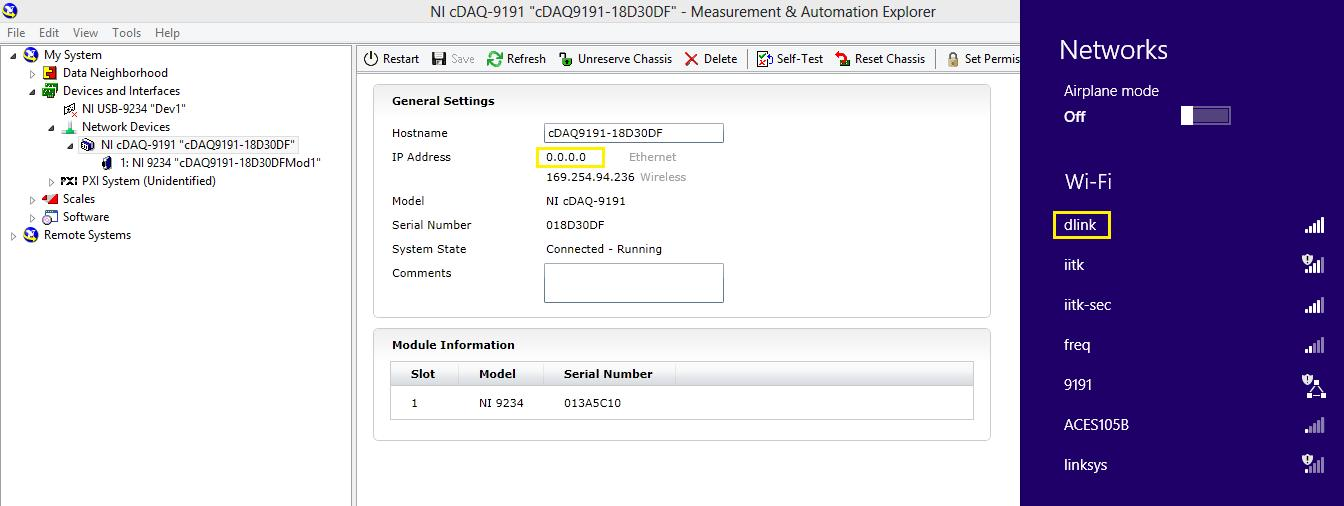 NI cDAQ-9191 "cDAQ9191-18D30DF" - Measurement & Automation Explorer
File Edit View Tools Help
My System
Data Neighborhood
Devices and Interfaces
NI USB-9234 "Dev1"
Network Devices
NI cDAQ-9191 "cDAQ9191-18D30DF"
1: NI 9234 "cDAQ9191-18D30DFMod1"
PXI PXI System (Unidentified)
Scales
Software
Remote Systems
Restart Save Refresh Unreserve Chassis Delete Self-Test Reset Chassis Set Permis
General Settings
Hostname cDAQ9191-18D30DF
IP Address 0.0.0.0 Ethernet
169.254.94.236 Wireless
Model NI cDAQ-9191
Serial Number 018D30DF
System State Connected - Running
Comments
Module Information
Slot Model Serial Number
1 NI 9234 013A5C10
Networks
Airplane mode
Off
Wi-Fi
dlink
iitk
iitk-sec
freq
9191
ACES105B
linksys